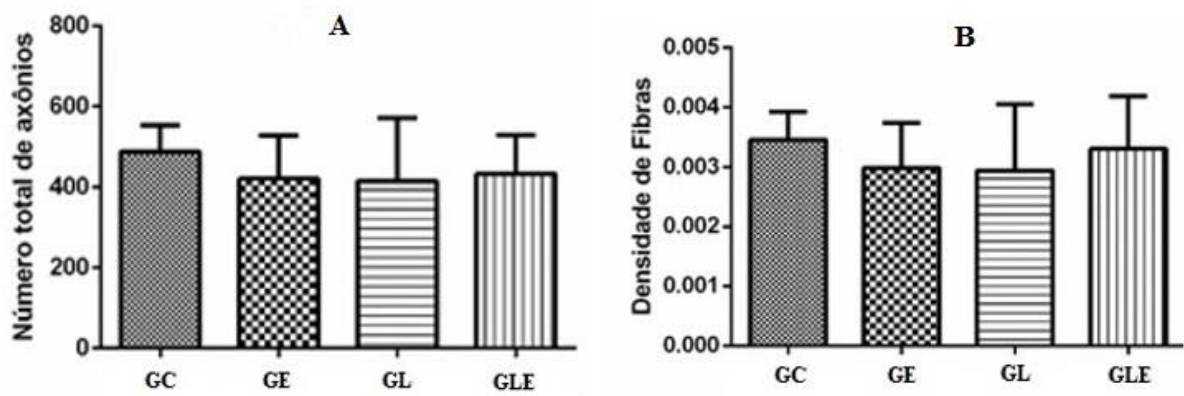 A
Número total de axônios
800
600
400
200
0
GC GE GL GLE
B
Densidade de Fibras
0.005
0.004
0.003
0.002
0.001
0.000
GC GE GL GLE